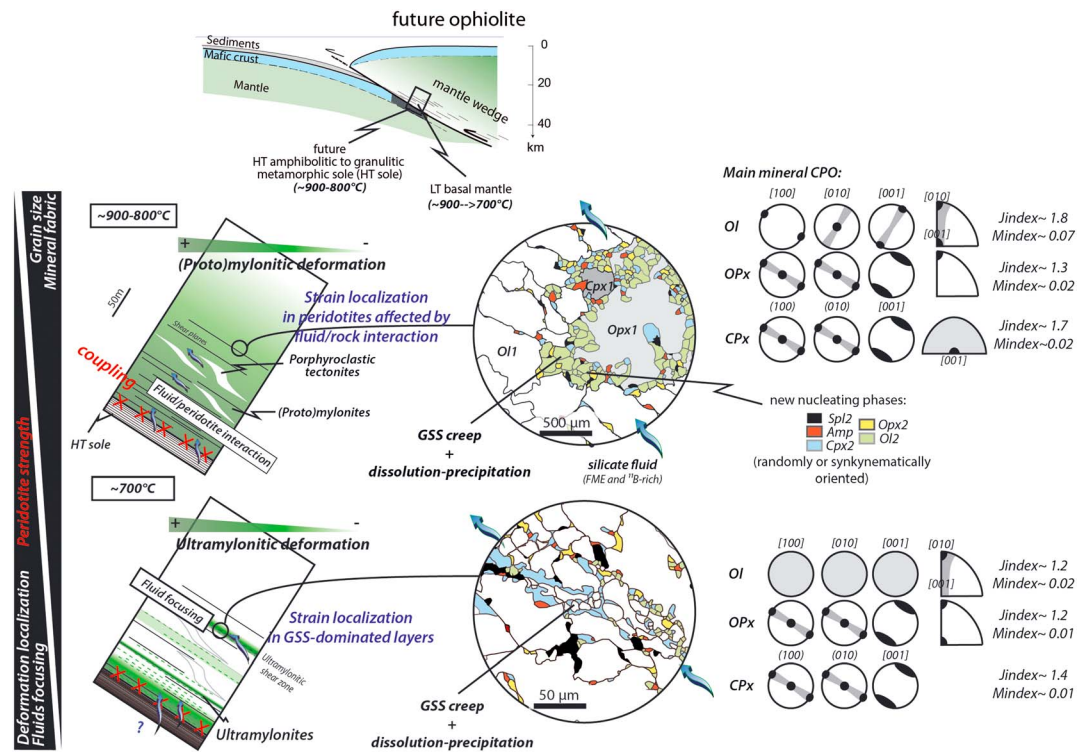 future ophiolite
Sediments
Mafic crust
Mantle
mantle wedge
0
20
40
km
future
HT amphibolitic to granulitic
metamorphic sole (HT sole)
(~900-800°C)
LT basal mantle
(~900-->700°C)
Grain size
Mineral fabric
Peridotite strength
Deformation localization
Fluids focusing
~900-800°C
+
-
(Proto)mylonitic deformation
50m
Shear planes
Strain localization
in peridotites affected by
fluid/rock interaction
Porphyroclastic
tectonites
coupling
(Proto)mylonites
Fluid/peridotite interaction
HT sole
Cpx1
Opx1
Ol1
500 µm
GSS creep
+
dissolution-precipitation
silicate fluid
(FME and ¹¹B-rich)
new nucleating phases:
Spl2
Amp
Cpx2
Opx2
Ol2
(randomly or synkynematically
oriented)
Main mineral CPO:
[100]
[010]
[001]
[010]
[001]
Ol
Jindex~ 1.8
Mindex~ 0.07
OPx
Jindex~ 1.3
Mindex~ 0.02
(100)
(010)
[001]
CPx
[001]
Jindex~ 1.7
Mindex~0.02
~700°C
+
-
Ultramylonitic deformation
Fluid focusing
Strain localization
in GSS-dominated layers
Ultramylonitic
shear zone
?
Ultramylonites
50 µm
GSS creep
+
dissolution-precipitation
[100]
[010]
[001]
[010]
[001]
Ol
Jindex~ 1.2
Mindex~ 0.02
OPx
Jindex~ 1.2
Mindex~ 0.01
(100)
(010)
[001]
CPx
Jindex~ 1.4
Mindex~ 0.01